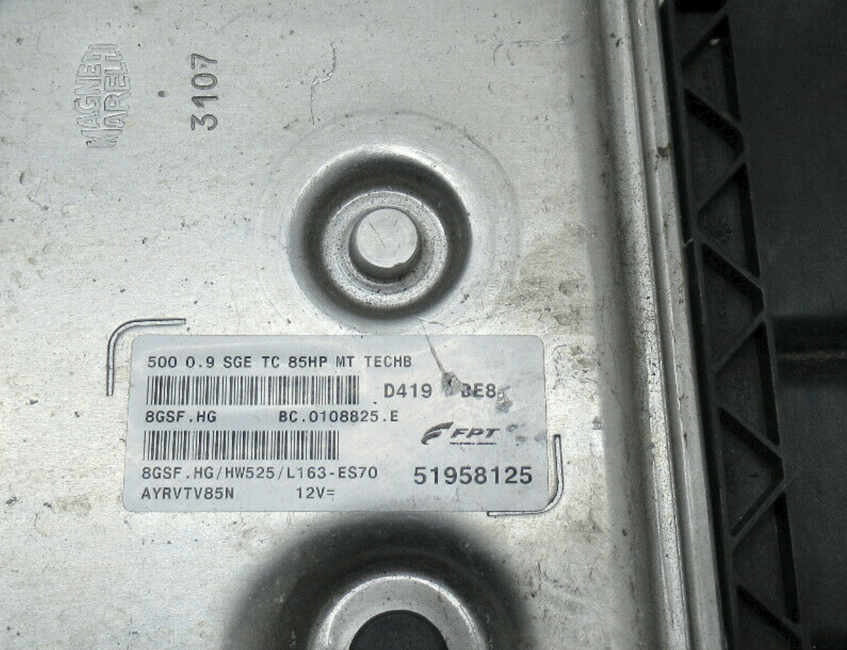 MAGNETI
MARELLI
3107
500 0.9 SGE TC 85HP MT TECHB
D419 BE8
8GSF.HG BC.0108825.E
FPT
8GSF.HG/HW525/L163-ES70
51958125
AYRVTV85N 12V=